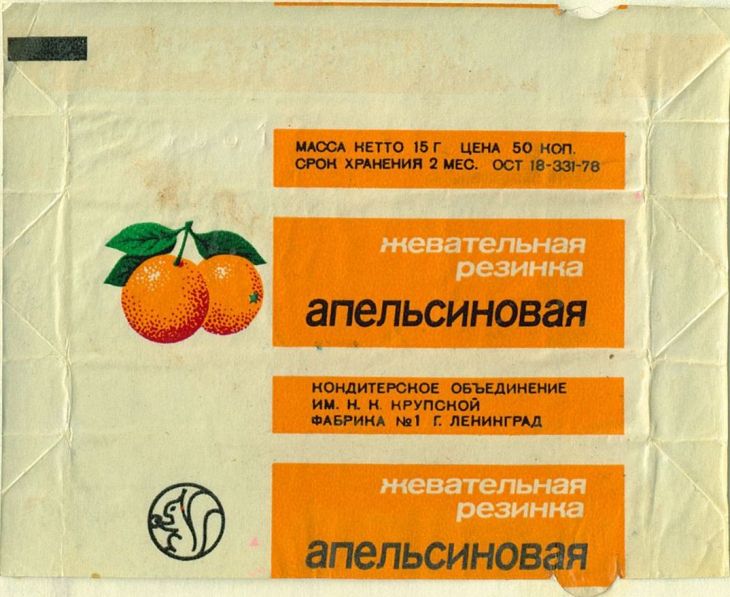 МАССА НЕТТО 15 Г ЦЕНА 50 КОП.
СРОК ХРАНЕНИЯ 2 МЕС. ОСТ 18-331-78
жевательная
резинка
апельсиновая
КОНДИТЕРСКОЕ ОБЪЕДИНЕНИЕ
ИМ. Н. К. КРУПСКОЙ
ФАБРИКА №1 Г. ЛЕНИНГРАД
жевательная
резинка
апельсиновая